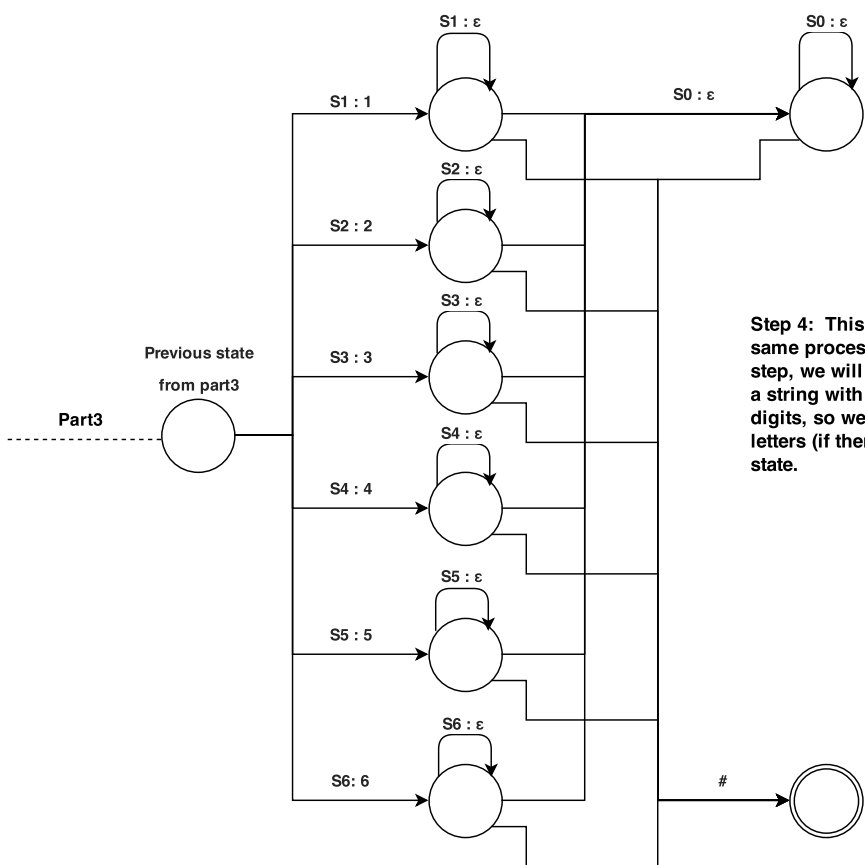 S1 : ε
S0 : ε
S1 : 1
S0 : ε
S2 : ε
S2 : 2
S3 : ε
Step 4: This
same proces
step, we will
a string with
digits, so we
letters (if the
state.
Previous state
from part3
S3 : 3
Part3
S4 : ε
S4 : 4
S5 : ε
S5 : 5
S6 : ε
S6: 6
#